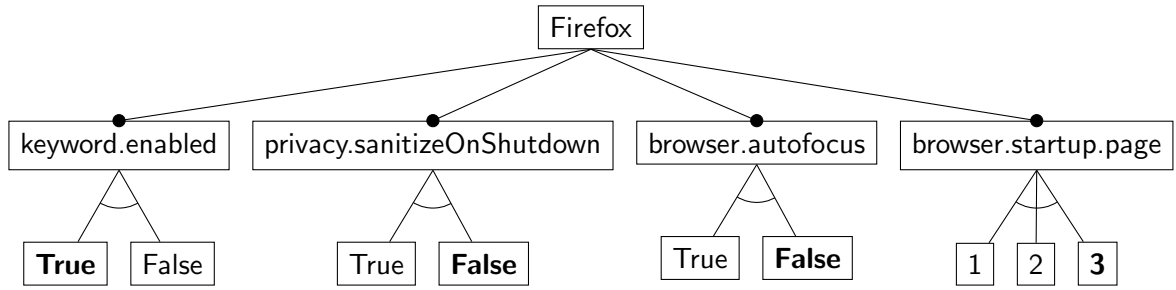 Firefox
keyword.enabled privacy.sanitizeOnShutdown browser.autofocus browser.startup.page
True False True False True False 1 2 3